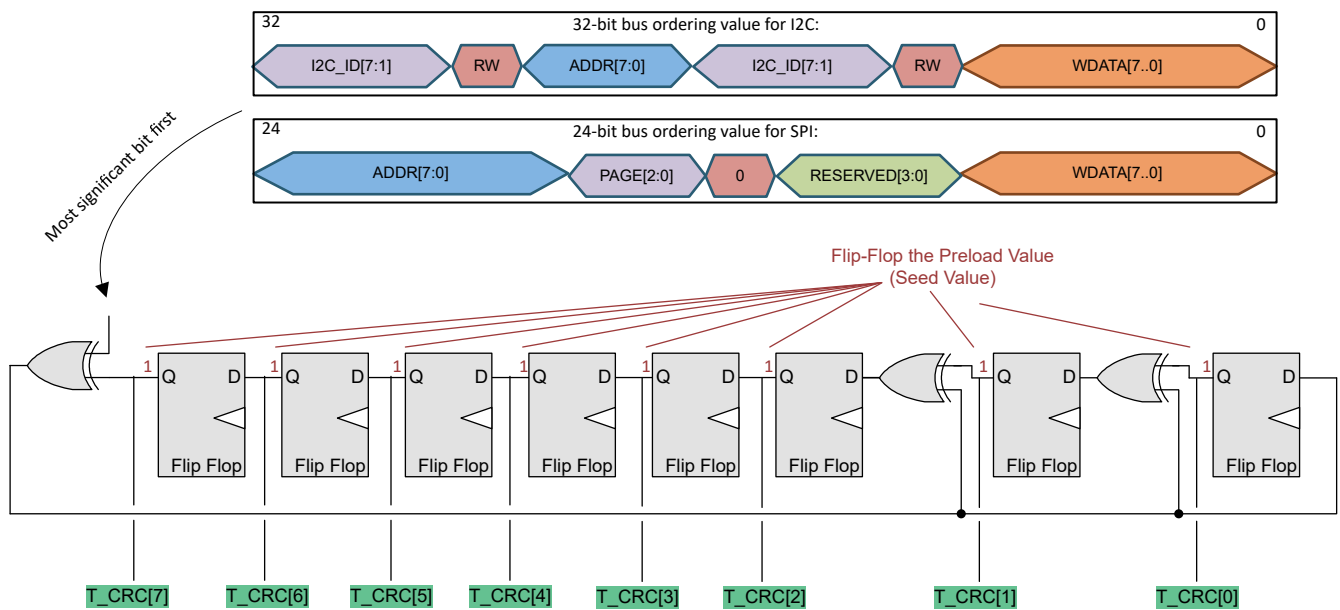 32 32-bit bus ordering value for I2C: 0
I2C_ID[7:1] RW ADDR[7:0] I2C_ID[7:1] RW WDATA[7..0]
24 24-bit bus ordering value for SPI: 0
ADDR[7:0] PAGE[2:0] 0 RESERVED[3:0] WDATA[7..0]
Most significant bit first
Flip-Flop the Preload Value
(Seed Value)
1 1 1 1 1 1 1 1
Q D Q D Q D Q D Q D Q D Q D Q D
Flip Flop Flip Flop Flip Flop Flip Flop Flip Flop Flip Flop Flip Flop Flip Flop
T_CRC[7] T_CRC[6] T_CRC[5] T_CRC[4] T_CRC[3] T_CRC[2] T_CRC[1] T_CRC[0]